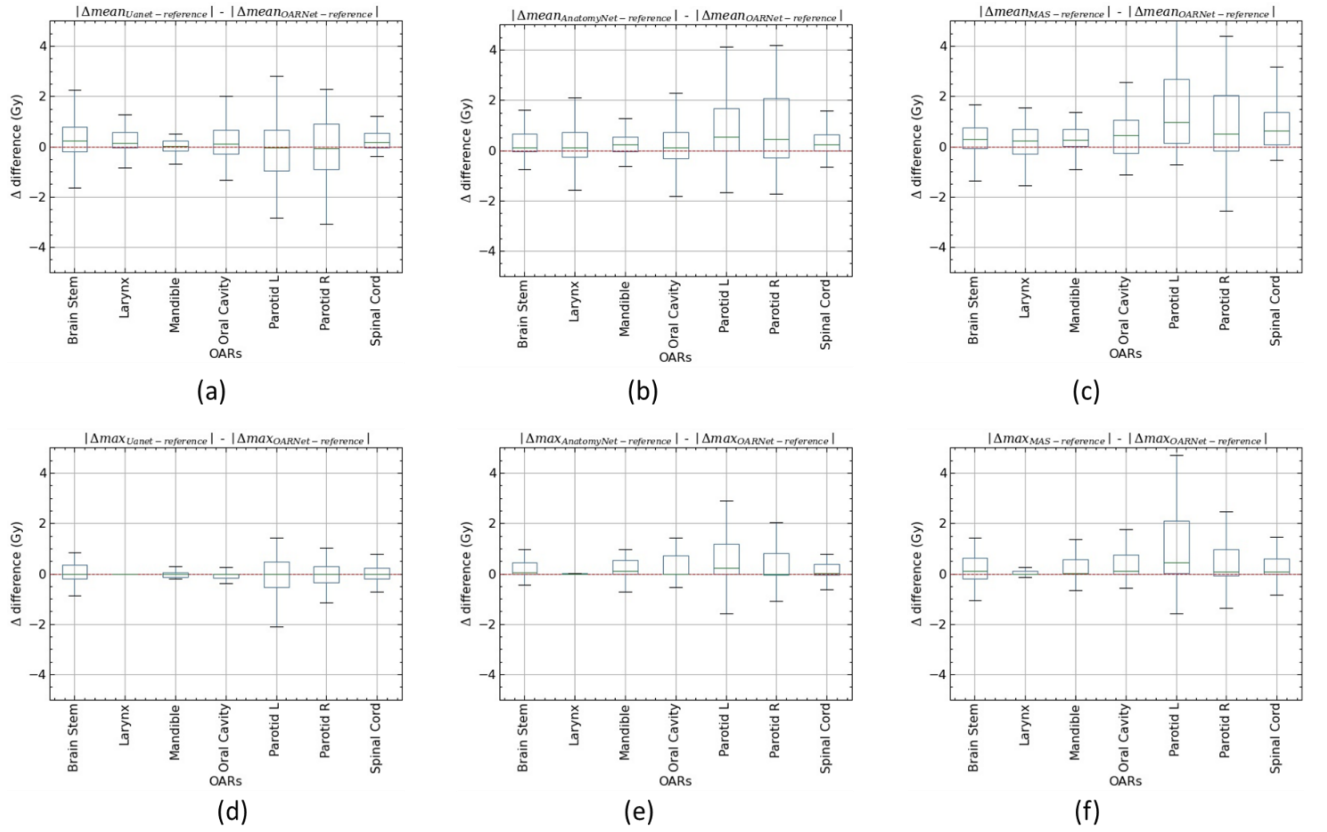 |Δmean_Uanet−reference| - |Δmean_OARNet−reference|
4
2
0
−2
−4
Δ difference (Gy)
Brain Stem
Larynx
Mandible
Oral Cavity
Parotid L
Parotid R
Spinal Cord
OARs
(a)
|Δmean_AnatomyNet−reference| - |Δmean_OARNet−reference|
4
2
0
−2
−4
Δ difference (Gy)
Brain Stem
Larynx
Mandible
Oral Cavity
Parotid L
Parotid R
Spinal Cord
OARs
(b)
|Δmean_MAS−reference| - |Δmean_OARNet−reference|
4
2
0
−2
−4
Δ difference (Gy)
Brain Stem
Larynx
Mandible
Oral Cavity
Parotid L
Parotid R
Spinal Cord
OARs
(c)
|Δmax_Uanet−reference| - |Δmax_OARNet−reference|
4
2
0
−2
−4
Δ difference (Gy)
Brain Stem
Larynx
Mandible
Oral Cavity
Parotid L
Parotid R
Spinal Cord
OARs
(d)
|Δmax_AnatomyNet−reference| - |Δmax_OARNet−reference|
4
2
0
−2
−4
Δ difference (Gy)
Brain Stem
Larynx
Mandible
Oral Cavity
Parotid L
Parotid R
Spinal Cord
OARs
(e)
|Δmax_MAS−reference| - |Δmax_OARNet−reference|
4
2
0
−2
−4
Δ difference (Gy)
Brain Stem
Larynx
Mandible
Oral Cavity
Parotid L
Parotid R
Spinal Cord
OARs
(f)